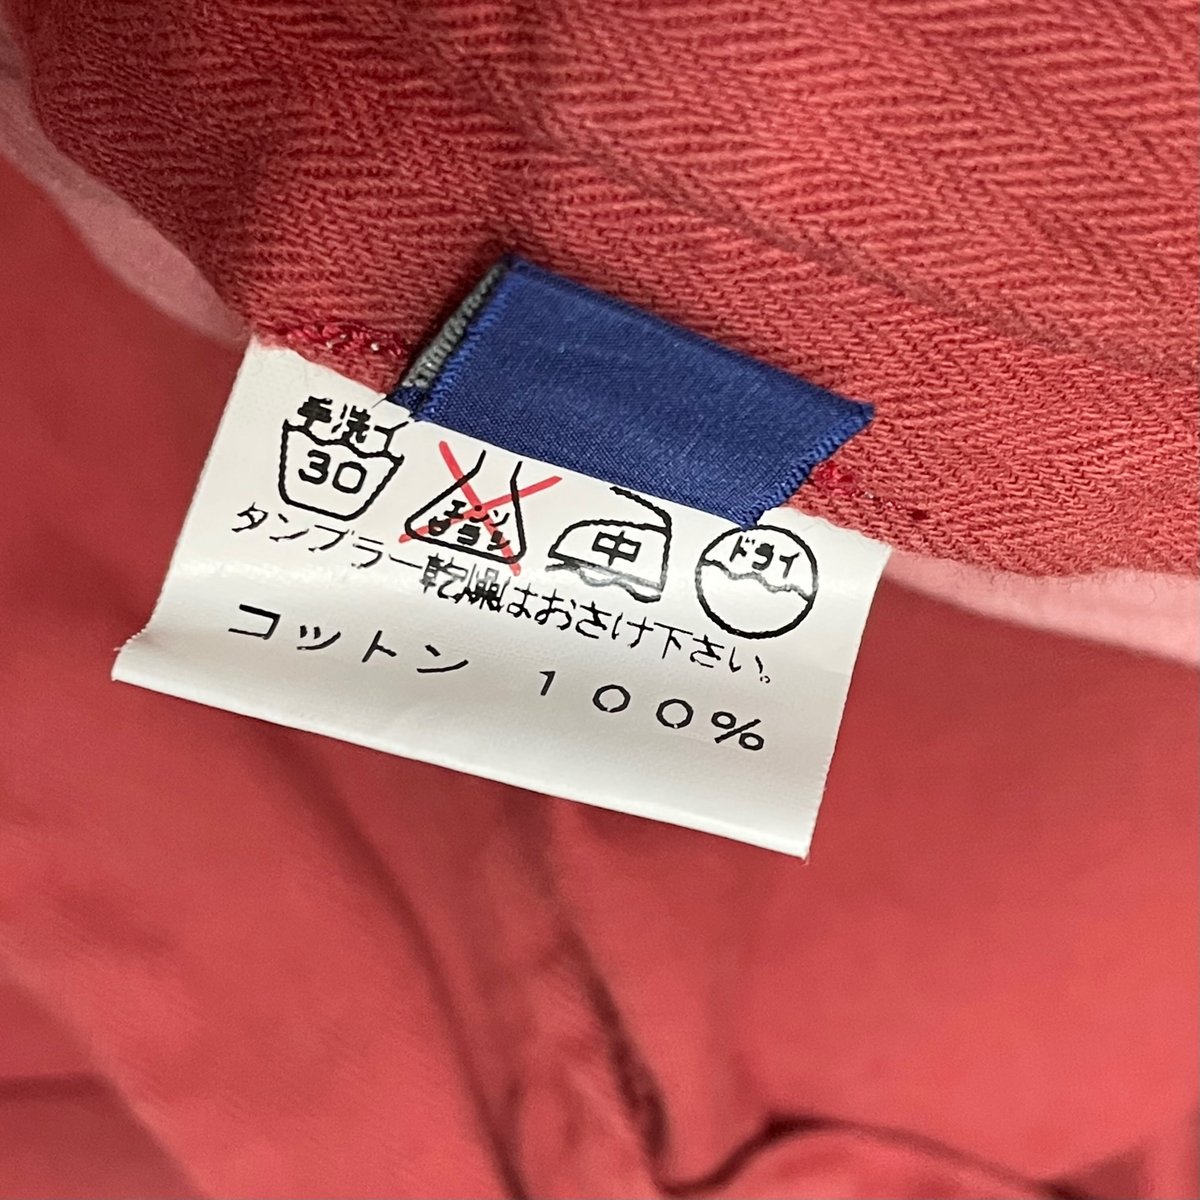 手洗イ
30
エンソ
サラシ
中
ドライ
タンブラー乾燥はおさけ下さい。
コットン 100%